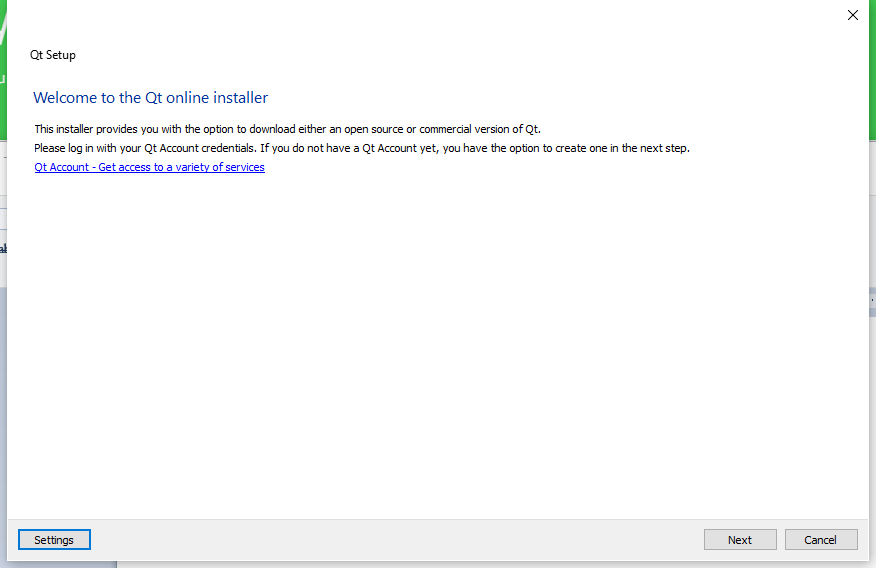 Qt Setup
Welcome to the Qt online installer
This installer provides you with the option to download either an open source or commercial version of Qt.
Please log in with your Qt Account credentials. If you do not have a Qt Account yet, you have the option to create one in the next step.
Qt Account - Get access to a variety of services
Settings
Next
Cancel